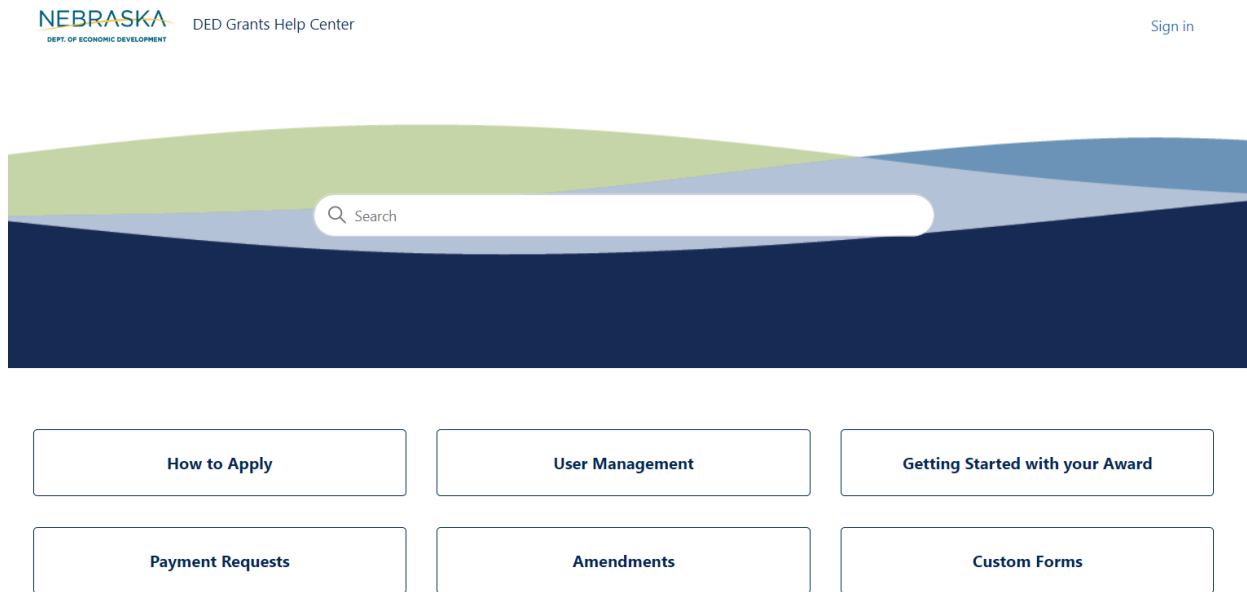 NEBRASKA
DEPT. OF ECONOMIC DEVELOPMENT
DED Grants Help Center
Sign in
Search
How to Apply
User Management
Getting Started with your Award
Payment Requests
Amendments
Custom Forms